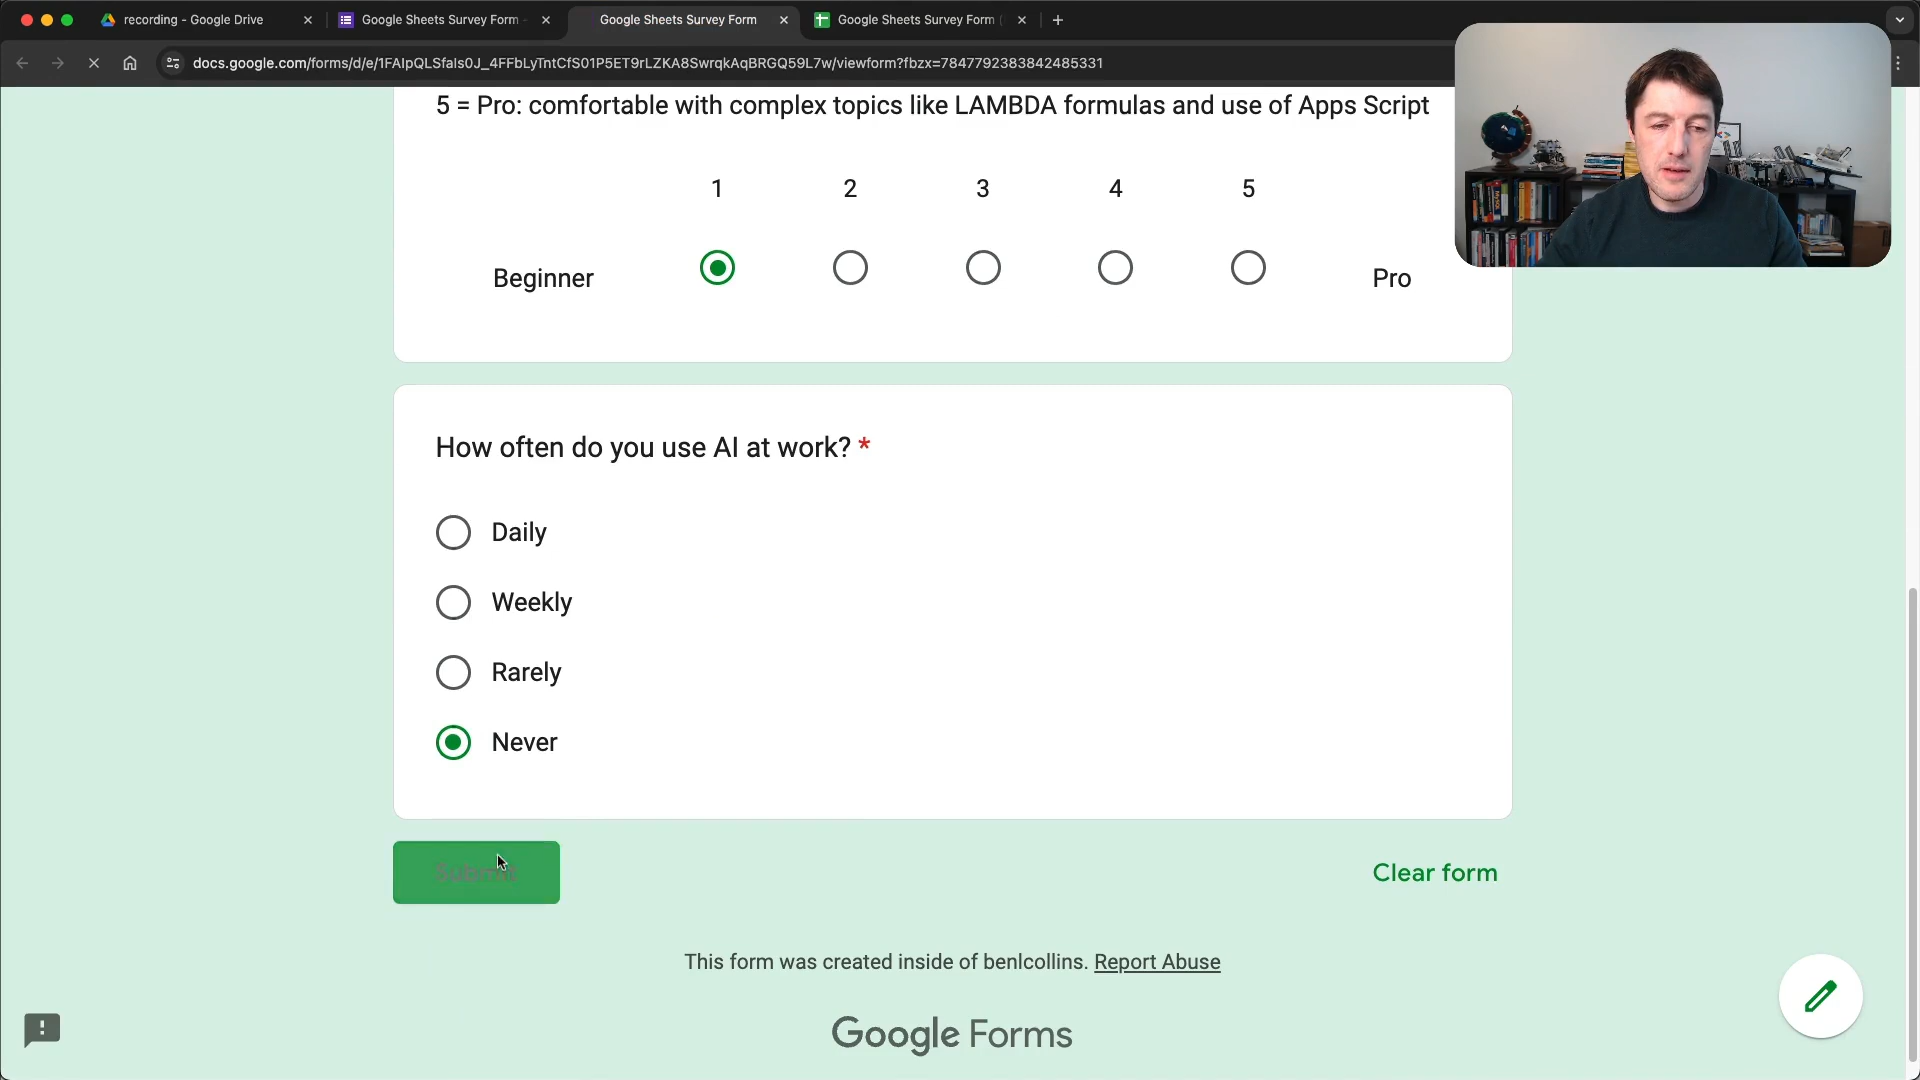 recording - Google Drive
Google Sheets Survey Form -
Google Sheets Survey Form
Google Sheets Survey Form (
docs.google.com/forms/d/e/1FAIpQLSfals0J_4FFbLyTntCfS01P5ET9rLZKA8SwrqkAqBRGQ59L7w/viewform?fbzx=7847792383842485331
5 = Pro: comfortable with complex topics like LAMBDA formulas and use of Apps Script
1 2 3 4 5
Beginner Pro
How often do you use AI at work? *
Daily
Weekly
Rarely
Never
Submit Clear form
This form was created inside of benlcollins. Report Abuse
Google Forms